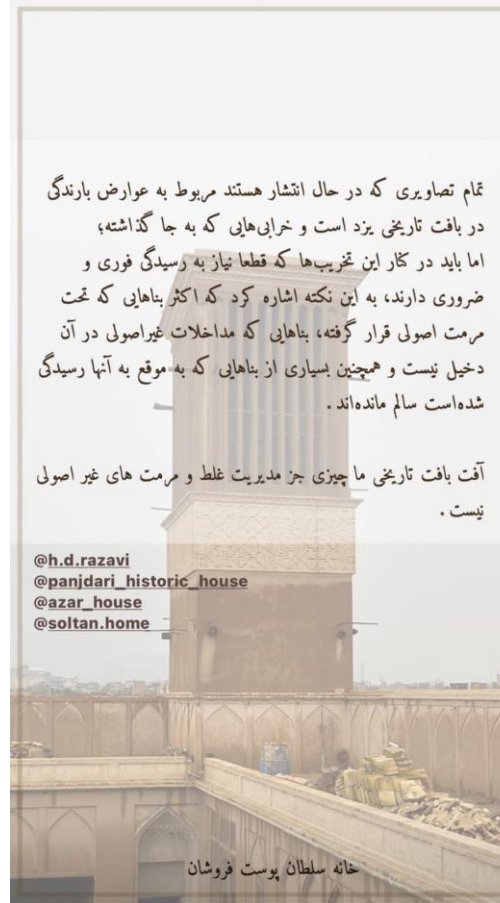 تمام تصاویری که در حال انتشار هستند مربوط به عوارض بارندگی
در بافت تاریخی یزد است و خرابی‌هایی که به جا گذاشته؛
اما باید در کنار این تخریب‌ها که قطعا نیاز به رسیدگی فوری و
ضروری دارند، به این نکته اشاره کرد که اکثر بناهایی که تحت
مرمت اصولی قرار گرفته، بناهایی که مداخلات غیراصولی در آن
دخیل نیست و همچنین بسیاری از بناهایی که به موقع به آنها رسیدگی
شده‌است سالم مانده‌اند .
آفت بافت تاریخی ما چیزی جز مدیریت غلط و مرمت های غیر اصولی
نیست .
@h.d.razavi
@panjdari_historic_house
@azar_house
@soltan.home
خانه سلطان پوست فروشان